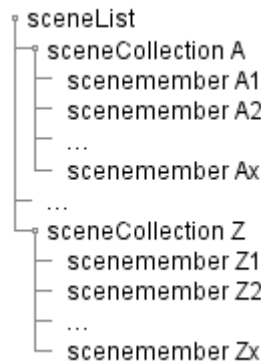 sceneList
sceneCollection A
scenemember A1
scenemember A2
...
scenemember Ax
...
sceneCollection Z
scenemember Z1
scenemember Z2
...
scenemember Zx